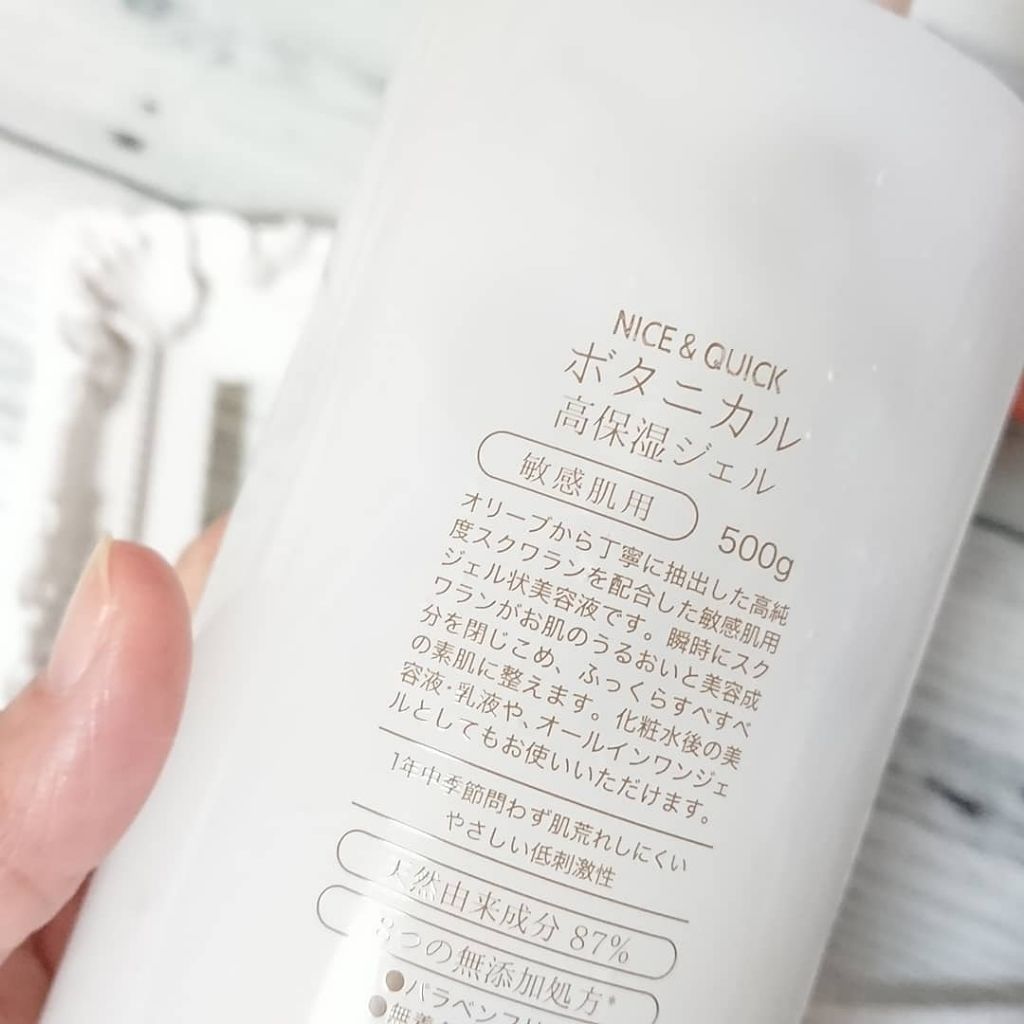 NICE & QUICK
ボタニカル
高保湿ジェル
敏感肌用
500g
オリーブから丁寧に抽出した高純
度スクワランを配合した敏感肌用
ジェル状美容液です。瞬時にスク
ワランがお肌のうるおいと美容成
分を閉じこめ、ふっくらすべすべ
の素肌に整えます。化粧水後の美
容液・乳液や、オールインワンジェ
ルとしてもお使いいただけます。
1年中季節問わず肌荒れしにくい
やさしい低刺激性
天然由来成分 87%
8つの無添加処方*
●パラベンフリ
●無着